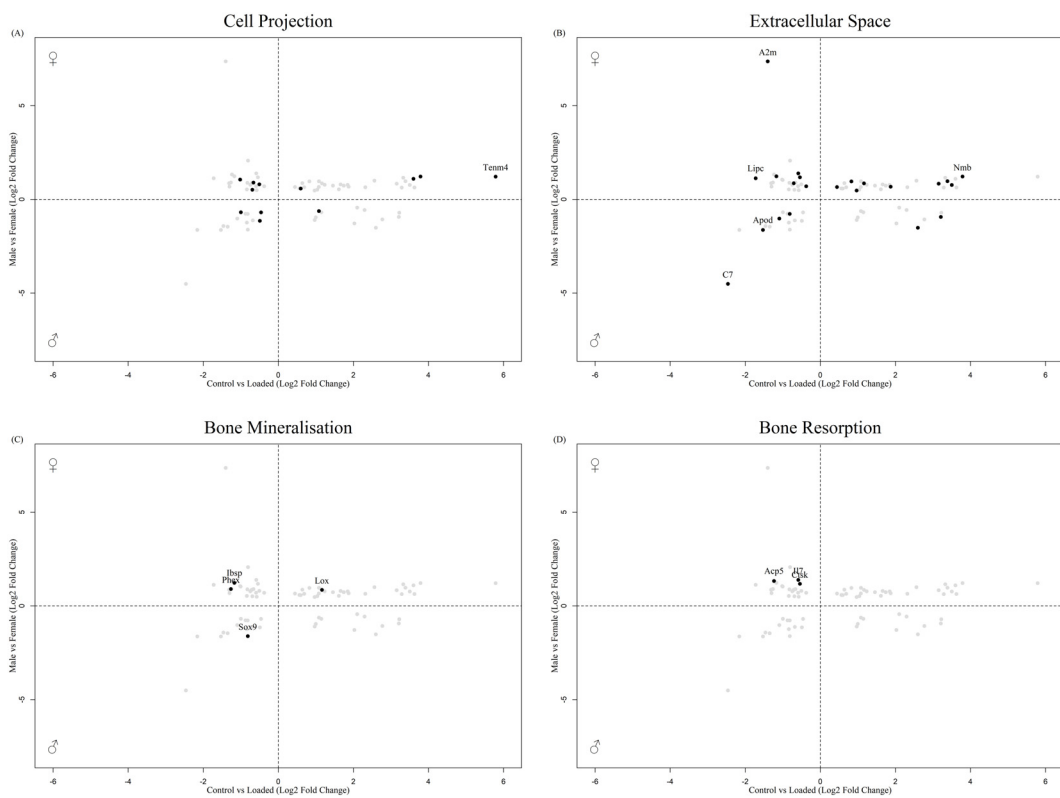 Cell Projection
(A)
♀
Tenm4
5
0
-5
Male vs Female (Log2 Fold Change)
♂
-6 -4 -2 0 2 4 6
Control vs Loaded (Log2 Fold Change)
Extracellular Space
(B)
♀
A2m
Lipc
Nmb
Apod
C7
5
0
-5
Male vs Female (Log2 Fold Change)
♂
-6 -4 -2 0 2 4 6
Control vs Loaded (Log2 Fold Change)
Bone Mineralisation
(C)
♀
Ibsp
Phex
Lox
Sox9
5
0
-5
Male vs Female (Log2 Fold Change)
♂
-6 -4 -2 0 2 4 6
Control vs Loaded (Log2 Fold Change)
Bone Resorption
(D)
♀
Acp5
Il7
Ctsk
5
0
-5
Male vs Female (Log2 Fold Change)
♂
-6 -4 -2 0 2 4 6
Control vs Loaded (Log2 Fold Change)